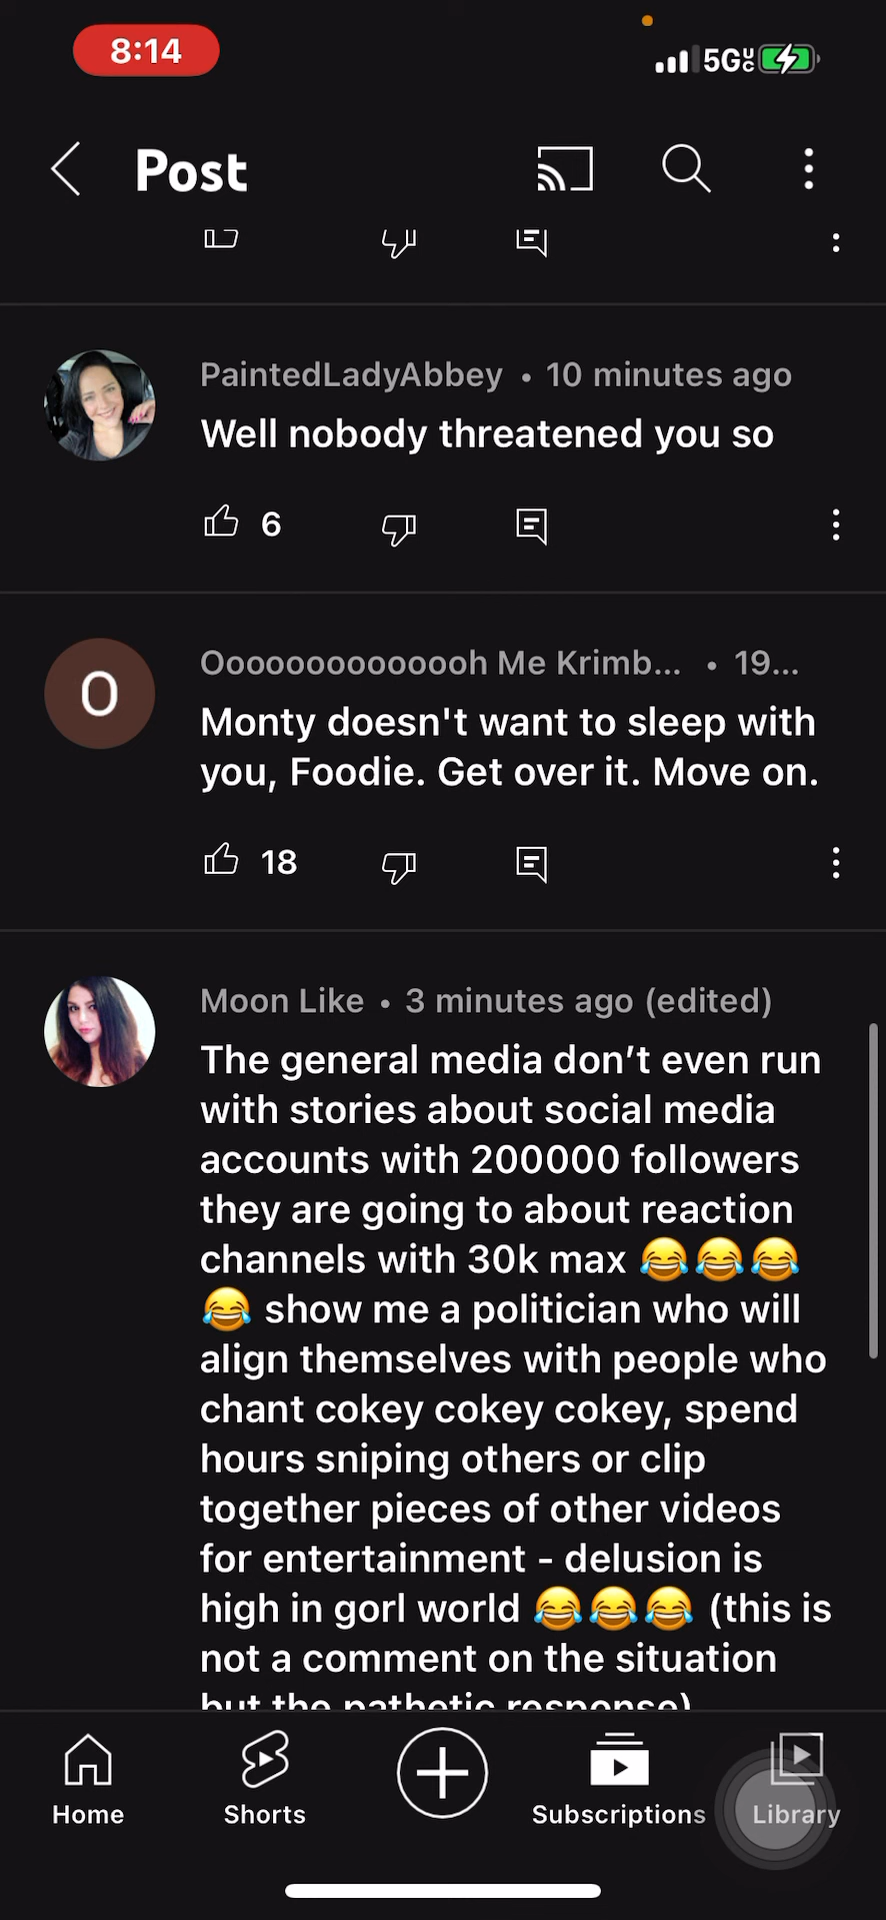 8:14
5G UC
Post
PaintedLadyAbbey • 10 minutes ago
Well nobody threatened you so
6
O
Oooooooooooooh Me Krimb... • 19...
Monty doesn't want to sleep with
you, Foodie. Get over it. Move on.
18
Moon Like • 3 minutes ago (edited)
The general media don’t even run
with stories about social media
accounts with 200000 followers
they are going to about reaction
channels with 30k max 😂😂😂
😂 show me a politician who will
align themselves with people who
chant cokey cokey cokey, spend
hours sniping others or clip
together pieces of other videos
for entertainment - delusion is
high in gorl world 😂😂😂 (this is
not a comment on the situation
but the pathetic response)
Home
Shorts
Subscriptions
Library